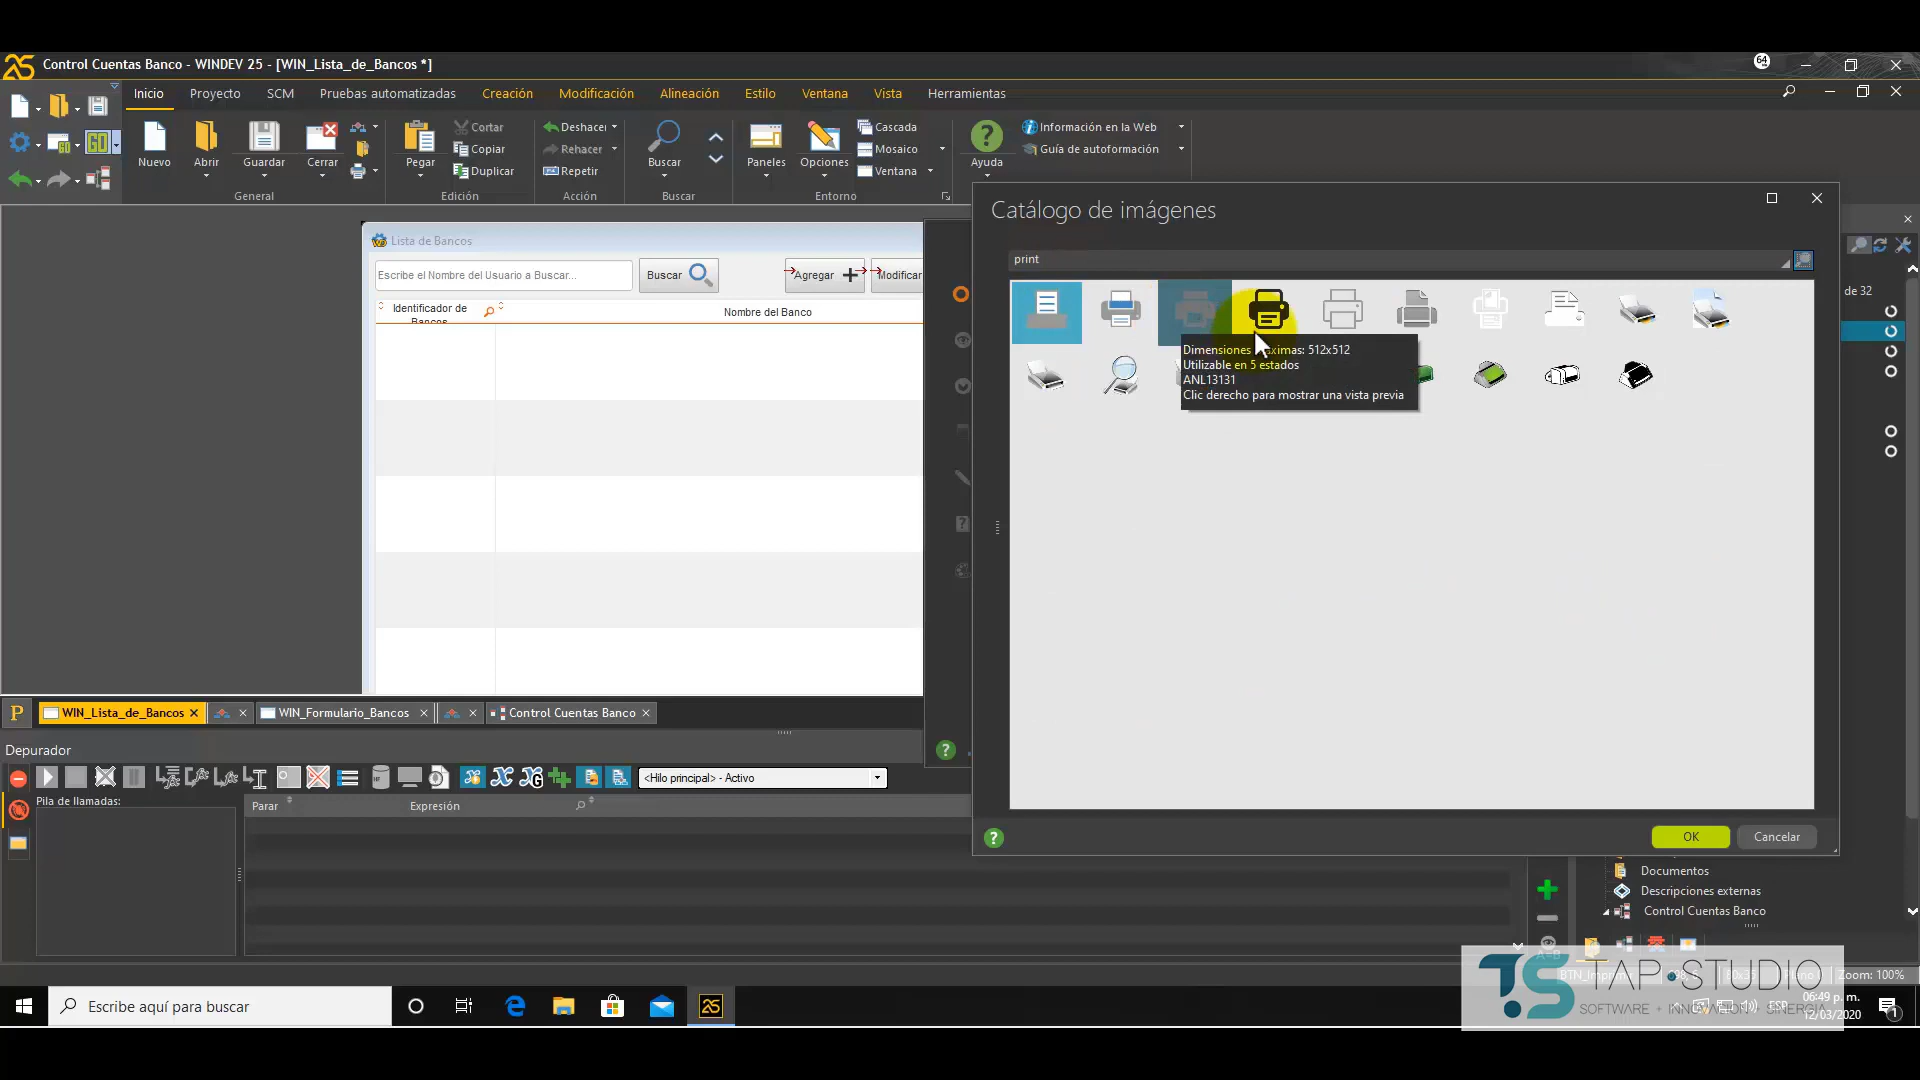 Control Cuentas Banco - WINDEV 25 - [WIN_Lista_de_Bancos *]
64
Inicio Proyecto SCM Pruebas automatizadas Creación Modificación Alineación Estilo Ventana Vista Herramientas
Nuevo Abrir Guardar Cerrar
General
Pegar
Cortar
Copiar
Duplicar
Edición
Deshacer
Rehacer
Repetir
Acción
Buscar
Buscar
Paneles Opciones
Cascada
Mosaico
Ventana
Entorno
Ayuda
Información en la Web
Guía de autoformación
Catálogo de imágenes
print
Dimensiones máximas: 512x512
Utilizable en 5 estados
ANL13131
Clic derecho para mostrar una vista previa
OK Cancelar
Lista de Bancos
Escribe el Nombre del Usuario a Buscar...
Buscar
Agregar
Modificar
Identificador de
Bancos
Nombre del Banco
de 32
WIN_Lista_de_Bancos
WIN_Formulario_Bancos
Control Cuentas Banco
Depurador
<Hilo principal> - Activo
Pila de llamadas:
Parar Expresión
Documentos
Descripciones externas
Control Cuentas Banco
Zoom: 100%
TAP STUDIO
SOFTWARE + INNOVACIÓN + SINERGIA
Escribe aquí para buscar
ESP
06:49 p. m.
12/03/2020